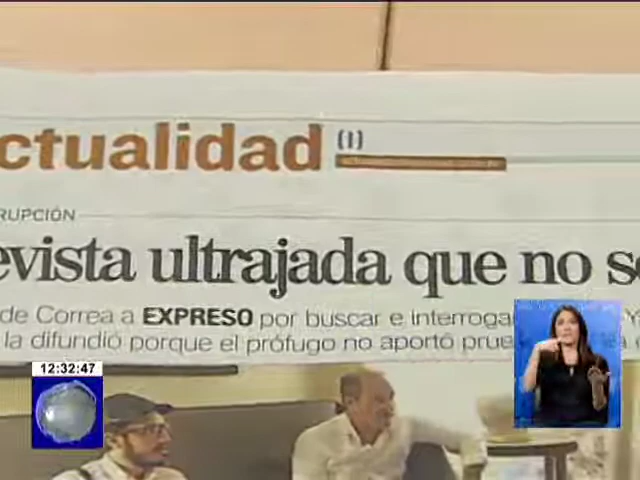 ctualidad {1}
RUPCIÓN
evista ultrajada que no se
de Correa a EXPRESO por buscar e interroga
la difundió porque el prófugo no aportó prue
12:32:47